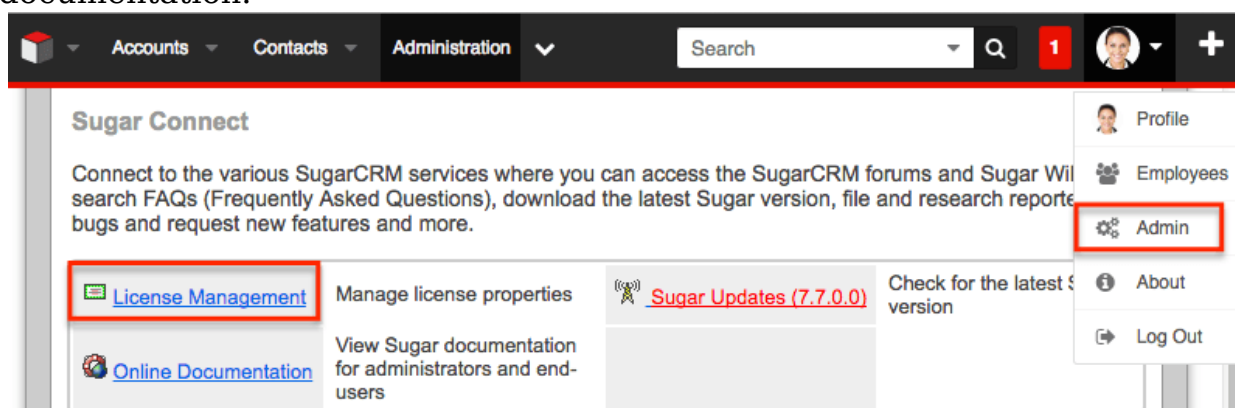 documentation.
Accounts Contacts Administration Search 1
Sugar Connect
Connect to the various SugarCRM services where you can access the SugarCRM forums and Sugar Wi
search FAQs (Frequently Asked Questions), download the latest Sugar version, file and research reporte
bugs and request new features and more.
Profile
Employees
Admin
About
Log Out
License Management Manage license properties Sugar Updates (7.7.0.0) Check for the latest
version
Online Documentation View Sugar documentation
for administrators and end-
users